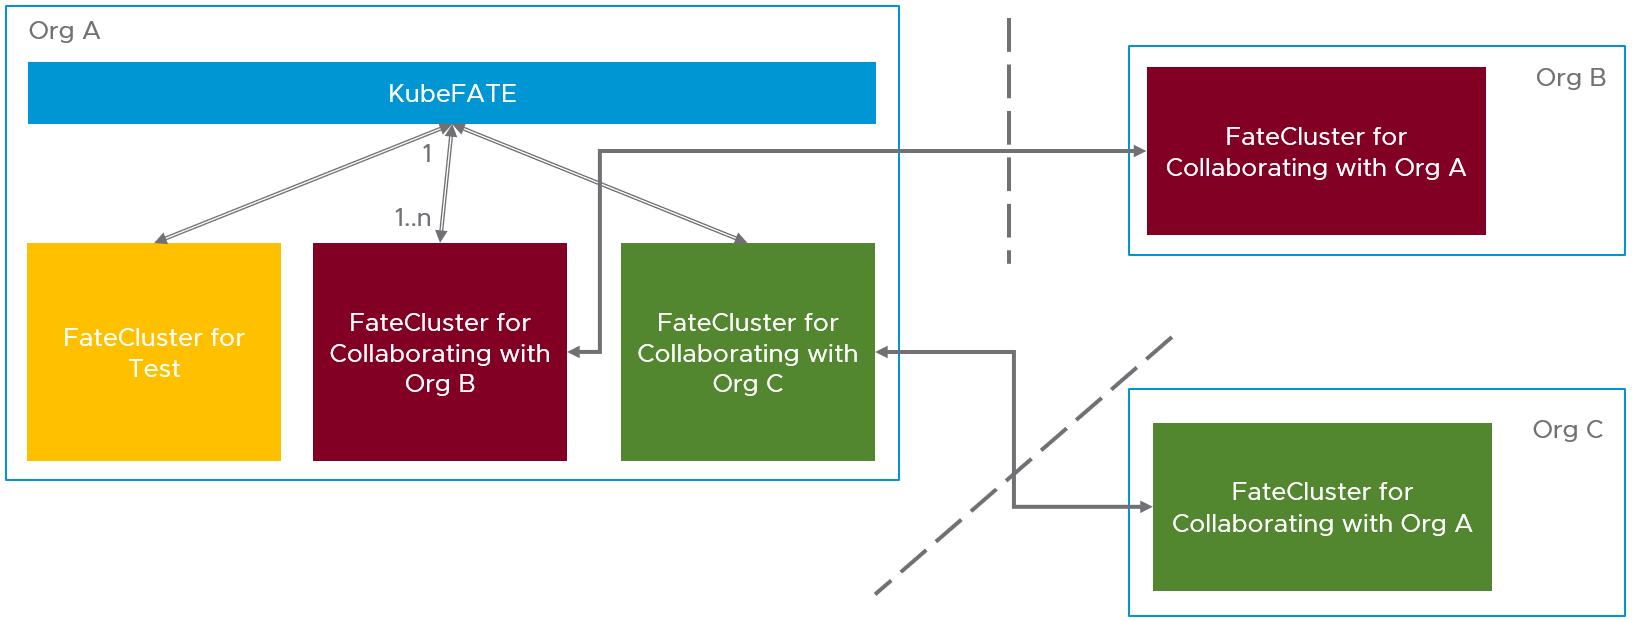 Org A
KubeFATE
1
1..n
FateCluster for
Test
FateCluster for
Collaborating with
Org B
FateCluster for
Collaborating with
Org C
Org B
FateCluster for
Collaborating with Org A
Org C
FateCluster for
Collaborating with Org A